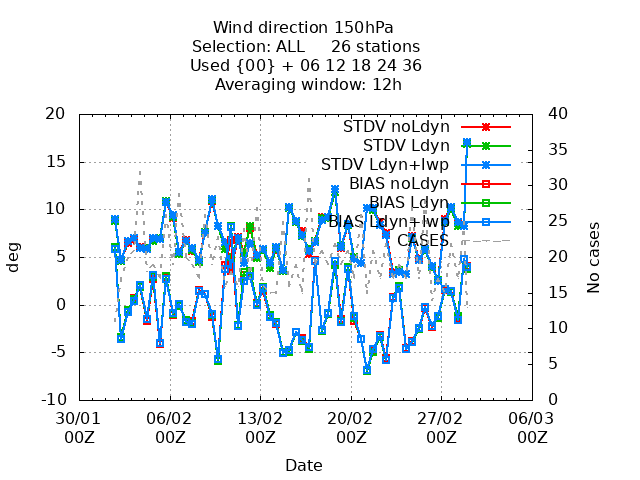 Wind direction 150hPa
Selection: ALL     26 stations
Used {00} + 06 12 18 24 36
Averaging window: 12h
20
15
10
5
0
-5
-10
deg
40
35
30
25
20
15
10
5
0
No cases
STDV noLdyn
STDV Ldyn
STDV Ldyn+lwp
BIAS noLdyn
BIAS Ldyn
BIAS Ldyn+lwp
CASES
30/01 06/02 13/02 20/02 27/02 06/03
00Z 00Z 00Z 00Z 00Z 00Z
Date